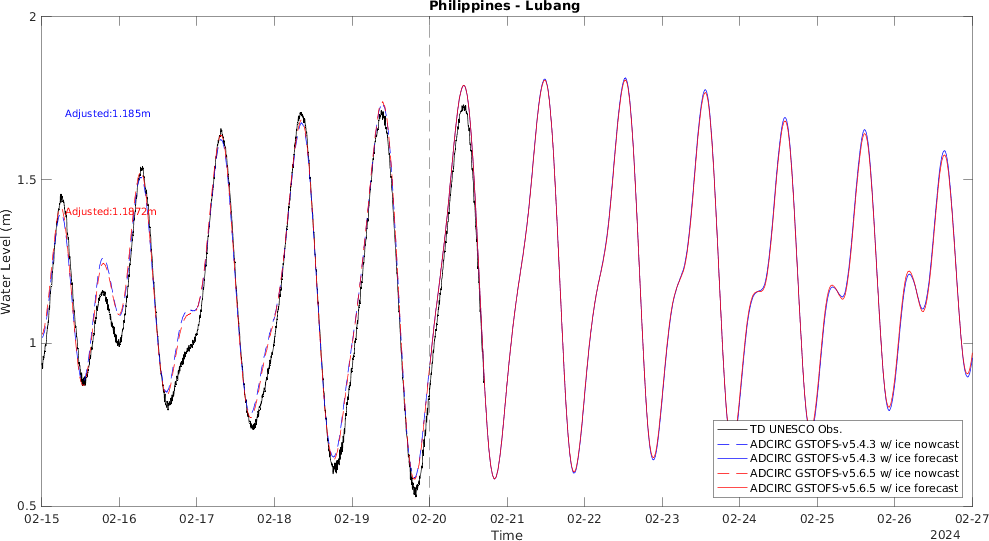 Philippines - Lubang
2
1.5
1
0.5
Water Level (m)
Adjusted:1.185m
Adjusted:1.1872m
TD UNESCO Obs.
ADCIRC GSTOFS-v5.4.3 w/ ice nowcast
ADCIRC GSTOFS-v5.4.3 w/ ice forecast
ADCIRC GSTOFS-v5.6.5 w/ ice nowcast
ADCIRC GSTOFS-v5.6.5 w/ ice forecast
02-15 02-16 02-17 02-18 02-19 02-20 02-21 02-22 02-23 02-24 02-25 02-26 02-27
Time
2024